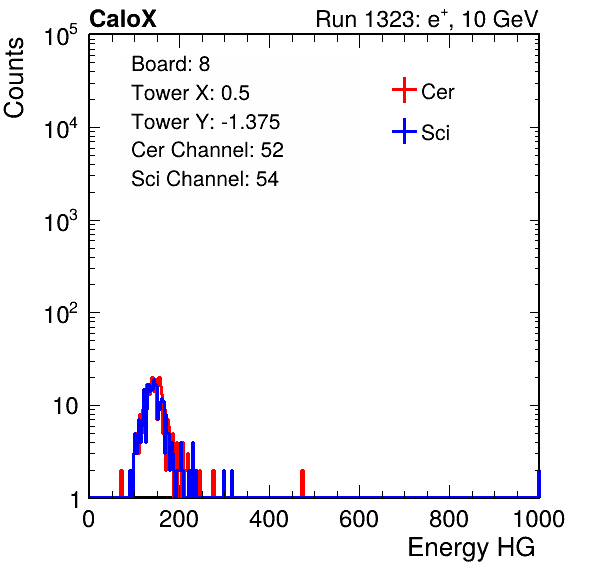 CaloX Run 1323: e⁺, 10 GeV
Counts
10⁵
10⁴
10³
10²
10
1
Board: 8
Tower X: 0.5
Tower Y: -1.375
Cer Channel: 52
Sci Channel: 54
Cer
Sci
0 200 400 600 800 1000
Energy HG